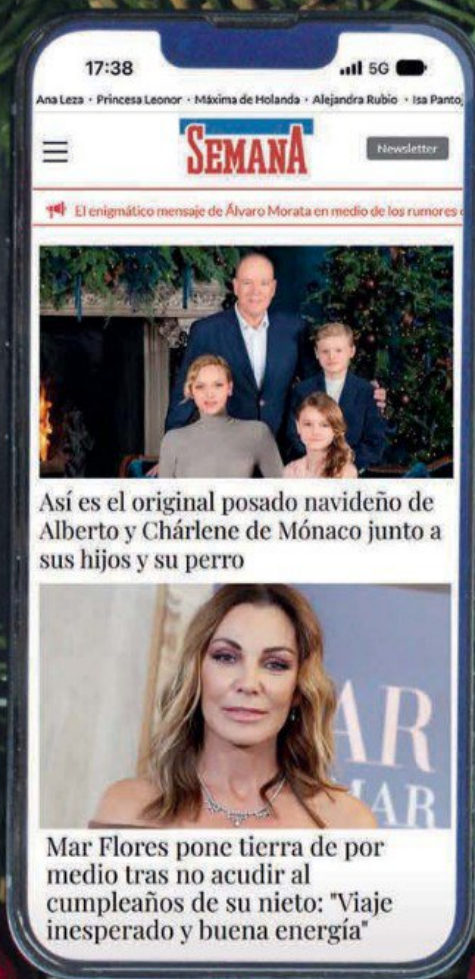 17:38
5G
Ana Leza • Princesa Leonor • Máxima de Holanda • Alejandra Rubio • Isa Pantoj
SEMANA
Newsletter
El enigmático mensaje de Álvaro Morata en medio de los rumores
Así es el original posado navideño de
Alberto y Chárlene de Mónaco junto a
sus hijos y su perro
AR
MAR
Mar Flores pone tierra de por
medio tras no acudir al
cumpleaños de su nieto: "Viaje
inesperado y buena energía"